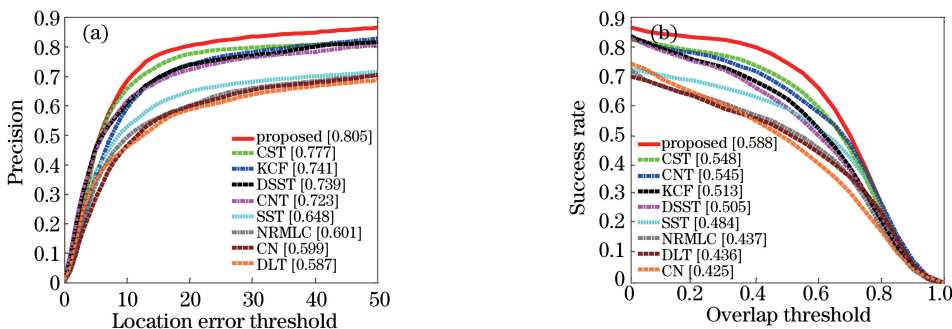 (a)
Precision
0.9
0.8
0.7
0.6
0.5
0.4
0.3
0.2
0.1
0
proposed [0.805]
CST [0.777]
KCF [0.741]
DSST [0.739]
CNT [0.723]
SST [0.648]
NRMLC [0.601]
CN [0.599]
DLT [0.587]
0 10 20 30 40 50
Location error threshold
(b)
Success rate
0.9
0.8
0.7
0.6
0.5
0.4
0.3
0.2
0.1
0
proposed [0.588]
CST [0.548]
CNT [0.545]
KCF [0.513]
DSST [0.505]
SST [0.484]
NRMLC [0.437]
DLT [0.436]
CN [0.425]
0 0.2 0.4 0.6 0.8 1.0
Overlap threshold